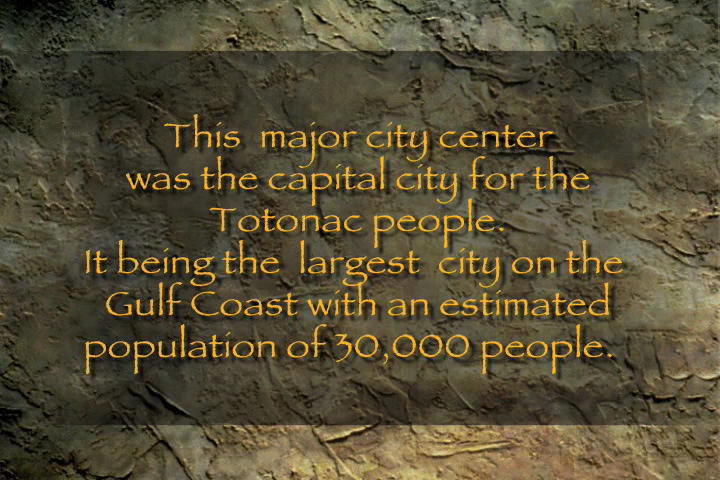 This major city center
was the capital city for the
Totonac people.
It being the largest city on the
Gulf Coast with an estimated
population of 30,000 people.